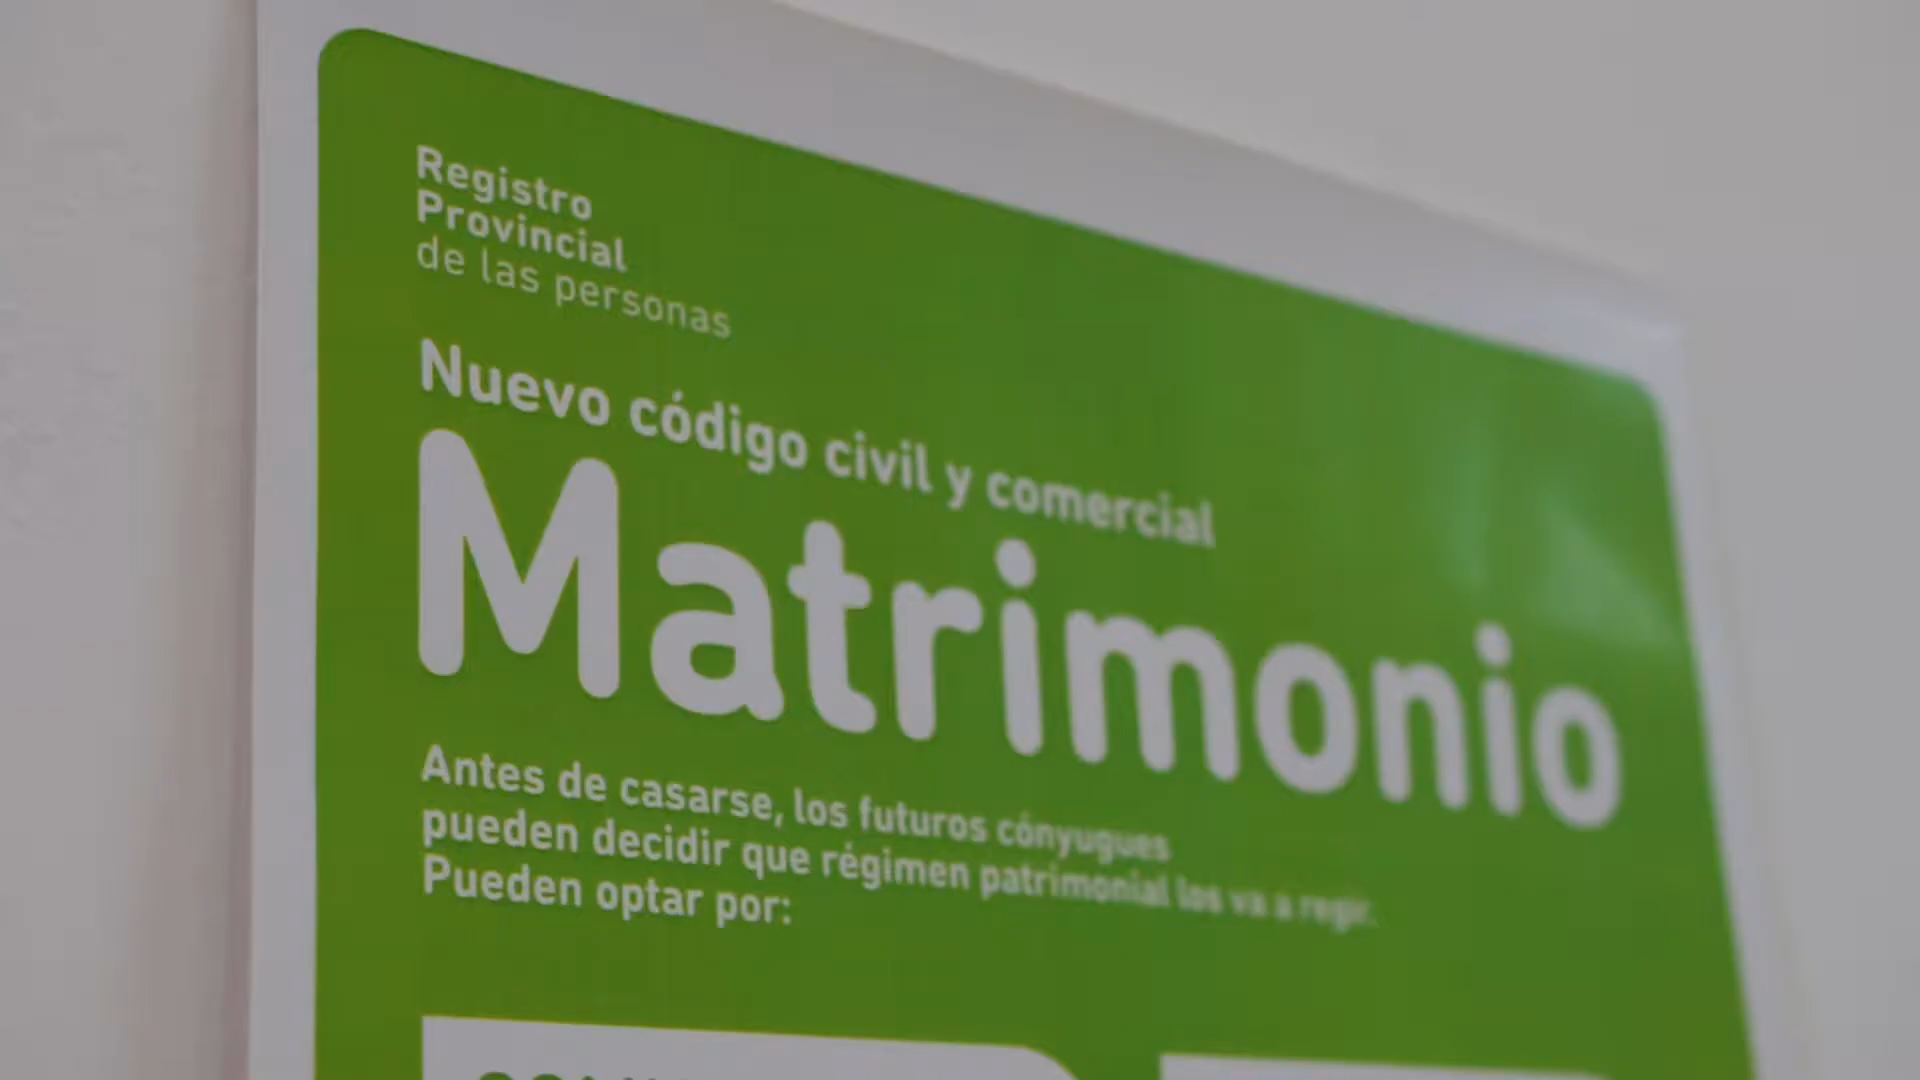 Registro
Provincial
de las personas
Nuevo código civil y comercial
Matrimonio
Antes de casarse, los futuros cónyugues
pueden decidir que régimen patrimonial los va a regir.
Pueden optar por: